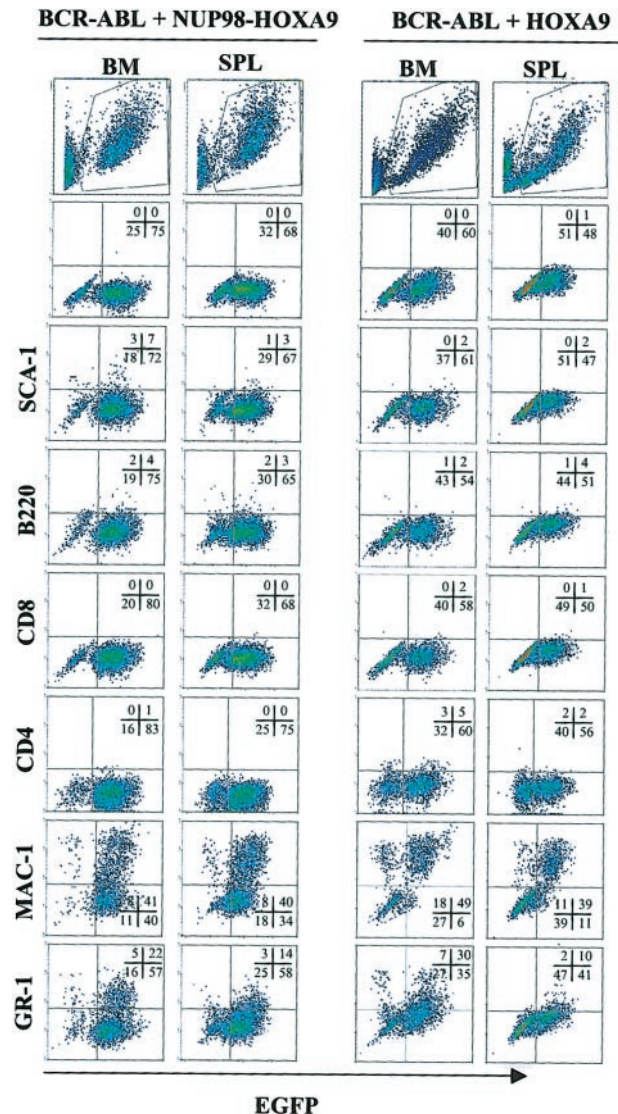 BCR-ABL + NUP98-HOXA9 BCR-ABL + HOXA9
BM SPL BM SPL
0 0 0 0 0 0 0 1
25 75 32 68 40 60 51 48
SCA-1
3 7 1 3 0 2 0 2
18 72 29 67 37 61 51 47
B220
2 4 2 3 1 2 1 4
19 75 30 65 43 54 44 51
CD8
0 0 0 0 0 2 0 1
20 80 32 68 40 58 49 50
CD4
0 1 0 0 3 5 2 2
16 83 25 75 32 60 40 56
MAC-1
8 41 8 40 18 49 11 39
11 40 18 34 27 6 39 11
GR-1
5 22 3 14 7 30 2 10
16 57 25 58 27 35 47 41
EGFP